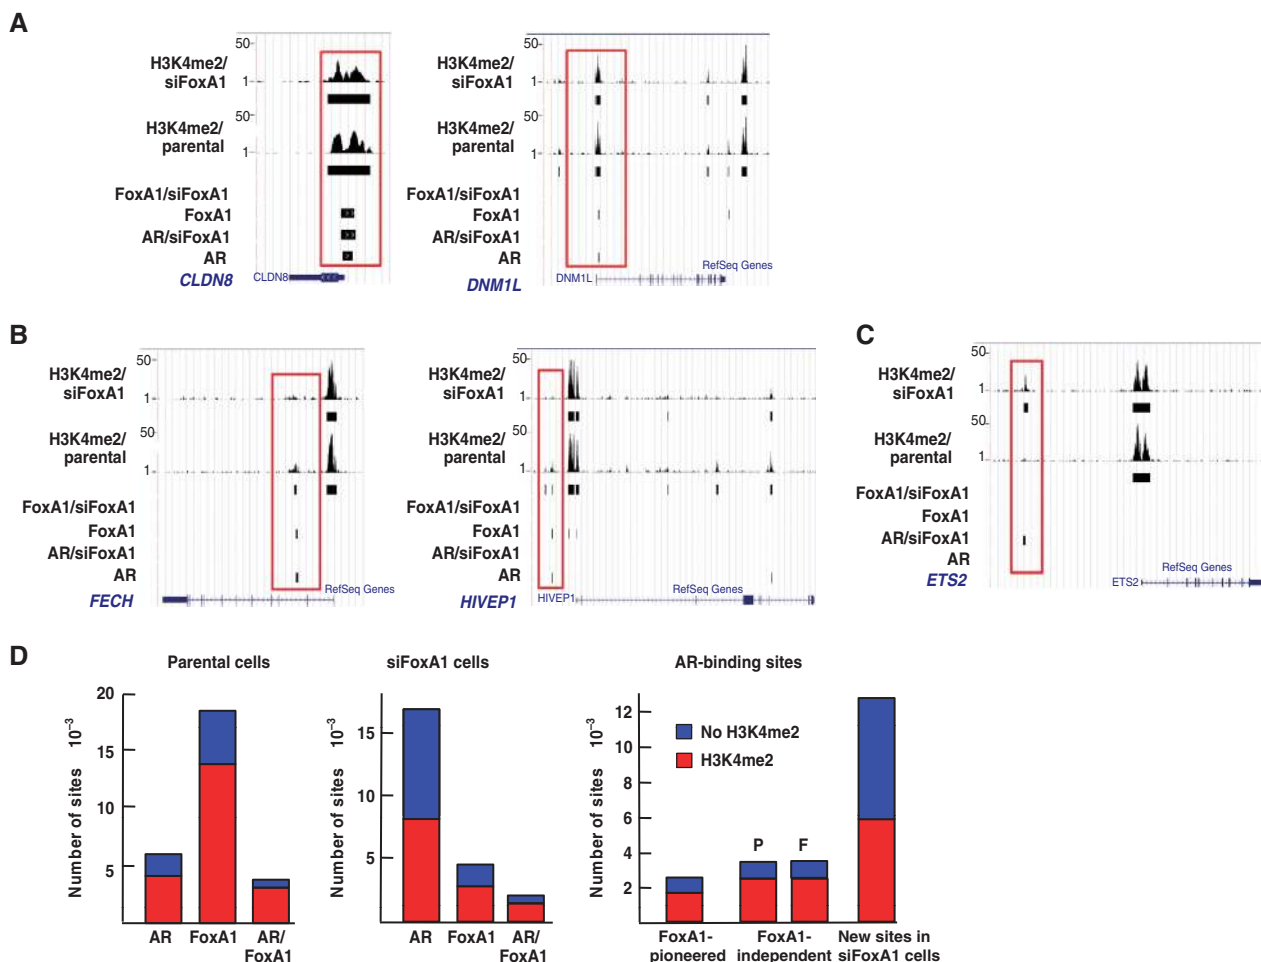 A
H3K4me2/
siFoxA1
50
1
H3K4me2/
parental
50
1
FoxA1/siFoxA1
FoxA1
AR/siFoxA1
AR
CLDN8
CLDN8
H3K4me2/
siFoxA1
50
1
H3K4me2/
parental
50
1
FoxA1/siFoxA1
FoxA1
AR/siFoxA1
AR
RefSeq Genes
DNM1L
DNM1L
B
H3K4me2/
siFoxA1
50
1
H3K4me2/
parental
50
1
FoxA1/siFoxA1
FoxA1
AR/siFoxA1
AR
RefSeq Genes
FECH
H3K4me2/
siFoxA1
50
1
H3K4me2/
parental
50
1
FoxA1/siFoxA1
FoxA1
AR/siFoxA1
AR
HIVEP1
RefSeq Genes
HIVEP1
C
H3K4me2/
siFoxA1
50
1
H3K4me2/
parental
50
1
FoxA1/siFoxA1
FoxA1
AR/siFoxA1
AR
RefSeq Genes
ETS2
ETS2
D
Parental cells
Number of sites 10⁻³
20
15
10
5
AR
FoxA1
AR/
FoxA1
siFoxA1 cells
Number of sites 10⁻³
15
10
5
AR
FoxA1
AR/
FoxA1
AR-binding sites
Number of sites 10⁻³
12
10
8
6
4
2
No H3K4me2
H3K4me2
P
F
FoxA1-
pioneered
FoxA1-
independent
New sites in
siFoxA1 cells